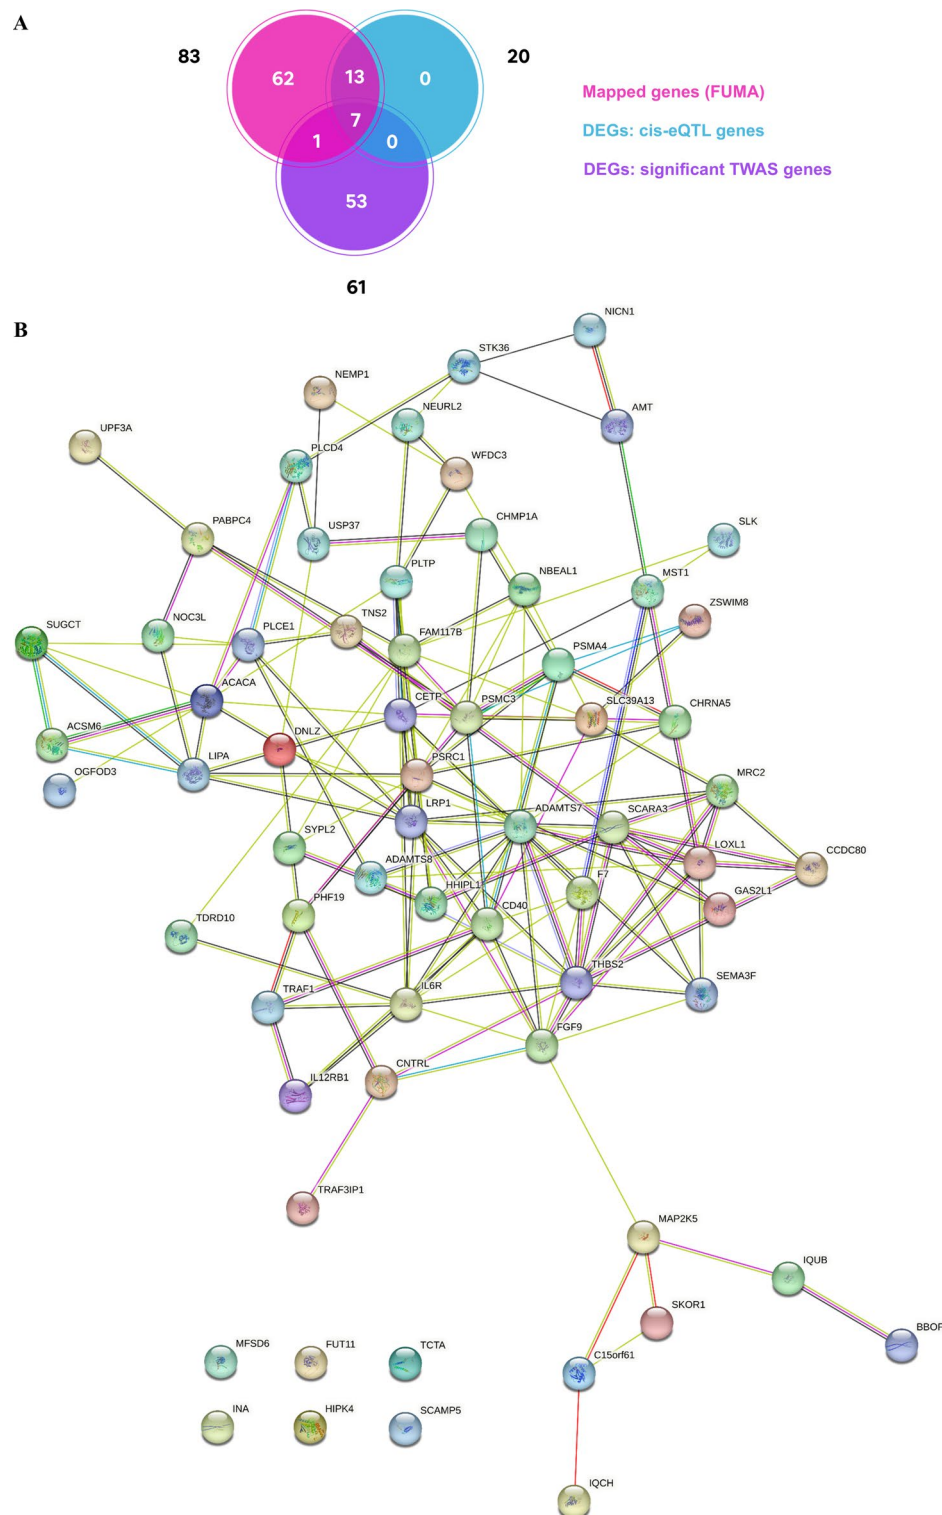 A
83
62
13
0
20
7
1
0
53
61
Mapped genes (FUMA)
DEGs: cis-eQTL genes
DEGs: significant TWAS genes
B
NICN1
STK36
NEMP1
NEURL2
AMT
UPF3A
PLCD4
WFDC3
PABPC4
USP37
CHMP1A
SLK
PLTP
NBEAL1
MST1
ZSWIM8
SUGCT
NOC3L
PLCE1
TNS2
FAM117B
PSMA4
ACACA
CETP
PSMC3
SLC39A13
CHRNA5
ACSM6
DNLZ
OGFOD3
LIPA
PSRC1
MRC2
LRP1
ADAMTS7
SCARA3
SYPL2
ADAMTS8
HHIPL1
F7
LOXL1
CCDC80
GAS2L1
TDRD10
PHF19
CD40
THBS2
SEMA3F
TRAF1
IL6R
FGF9
IL12RB1
CNTRL
TRAF3IP1
MAP2K5
IQUB
SKOR1
BBOF
MFSD6
FUT11
TCTA
C15orf61
INA
HIPK4
SCAMP5
IQCH